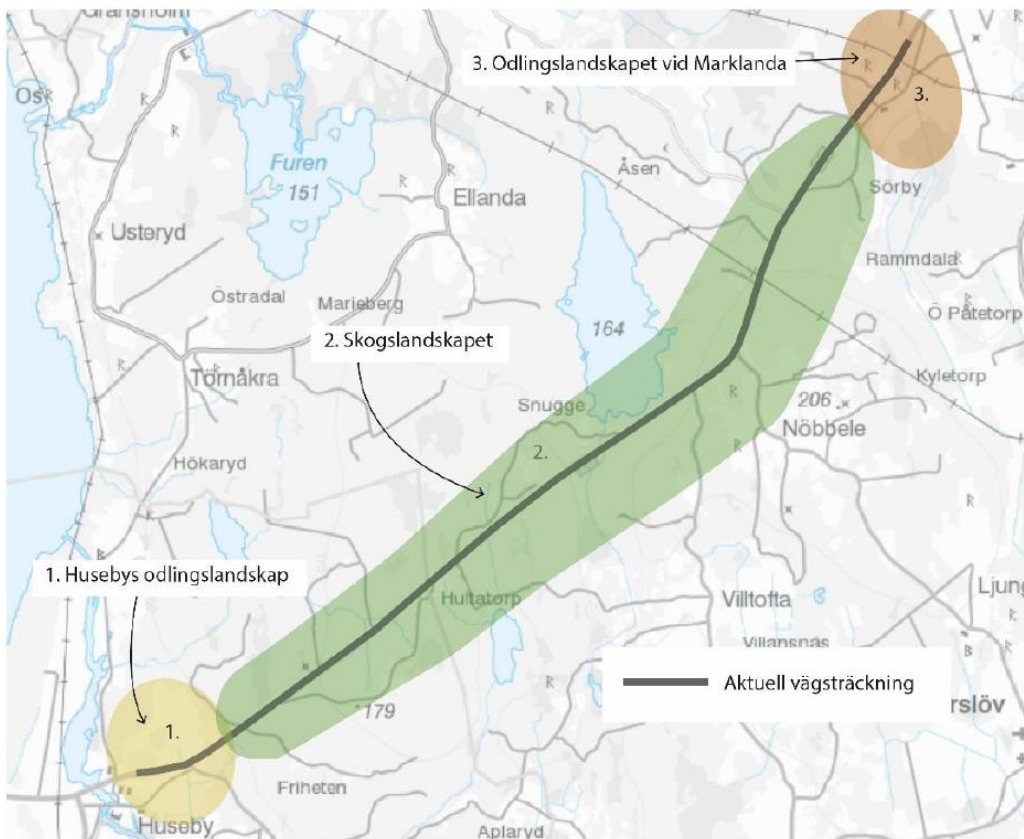 Gransholm
3. Odlingslandskapet vid Marklanda
3.
Furen
151
Åsen
Ellanda
Sörby
Usteryd
Rammdala
Östradal
Marieberg
Ö Påtetorp
164
2. Skogslandskapet
Törnåkra
Kyletorp
Snugge
206
Nöbbele
2.
Hökaryd
1. Husebys odlingslandskap
Hultatorp
Villtofta
Ljung
Villansnäs
B
Aktuell vägsträckning
179
rslöv
1.
Friheten
Huseby
Aplaryd